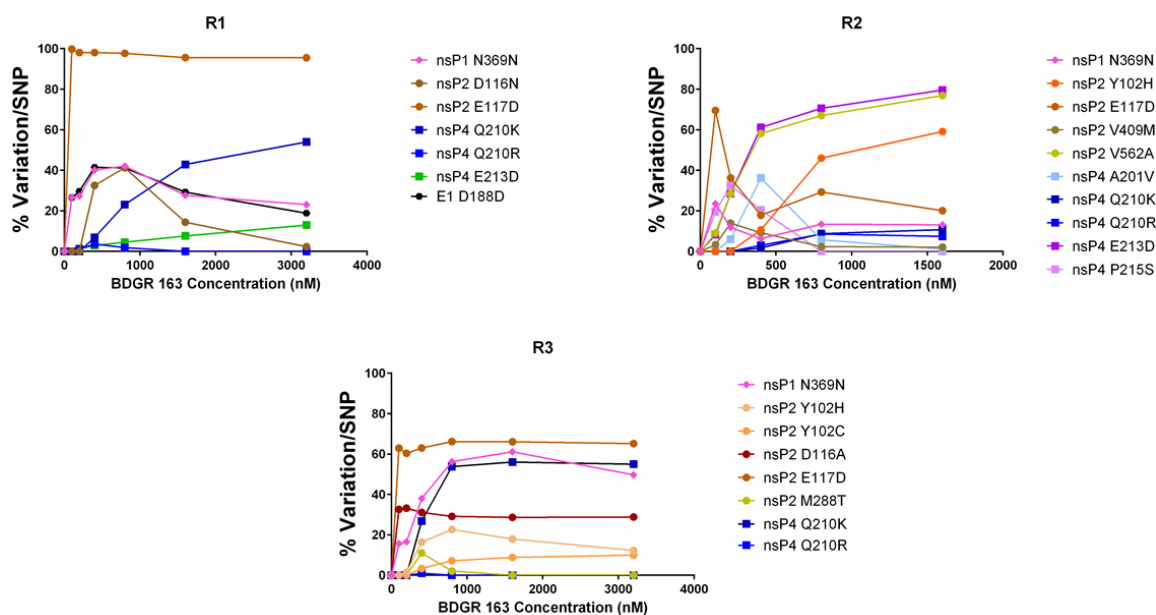 R1
% Variation/SNP
100
80
60
40
20
0
0 1000 2000 3000 4000
BDGR 163 Concentration (nM)
nsP1 N369N
nsP2 D116N
nsP2 E117D
nsP4 Q210K
nsP4 Q210R
nsP4 E213D
E1 D188D
R2
% Variation/SNP
100
80
60
40
20
0
0 500 1000 1500 2000
BDGR 163 Concentration (nM)
nsP1 N369N
nsP2 Y102H
nsP2 E117D
nsP2 V409M
nsP2 V562A
nsP4 A201V
nsP4 Q210K
nsP4 Q210R
nsP4 E213D
nsP4 P215S
R3
% Variation/SNP
100
80
60
40
20
0
0 1000 2000 3000 4000
BDGR 163 Concentration (nM)
nsP1 N369N
nsP2 Y102H
nsP2 Y102C
nsP2 D116A
nsP2 E117D
nsP2 M288T
nsP4 Q210K
nsP4 Q210R